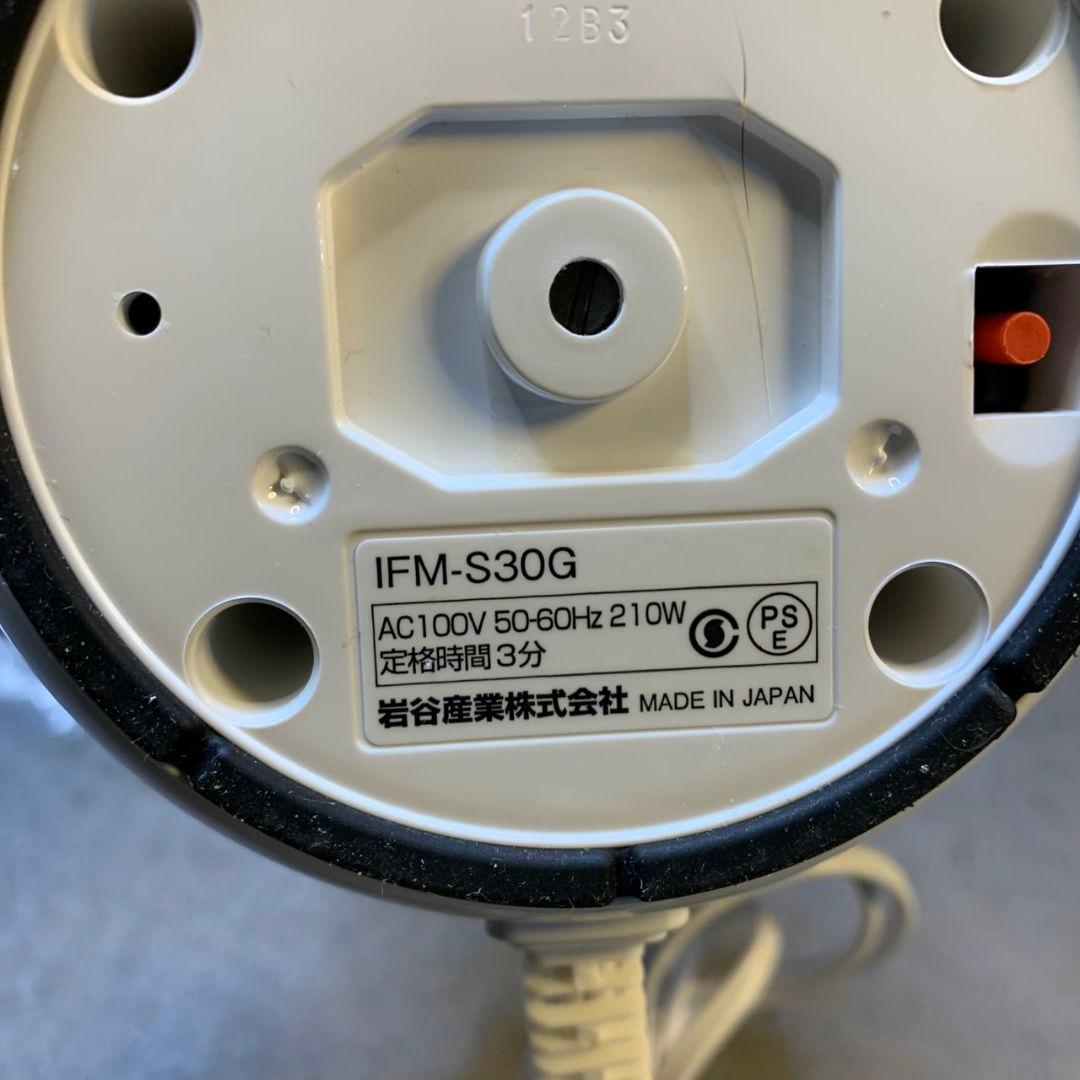 12B3
IFM-S30G
AC100V 50-60Hz 210W
PS
E
定格時間3分
岩谷産業株式会社 MADE IN JAPAN